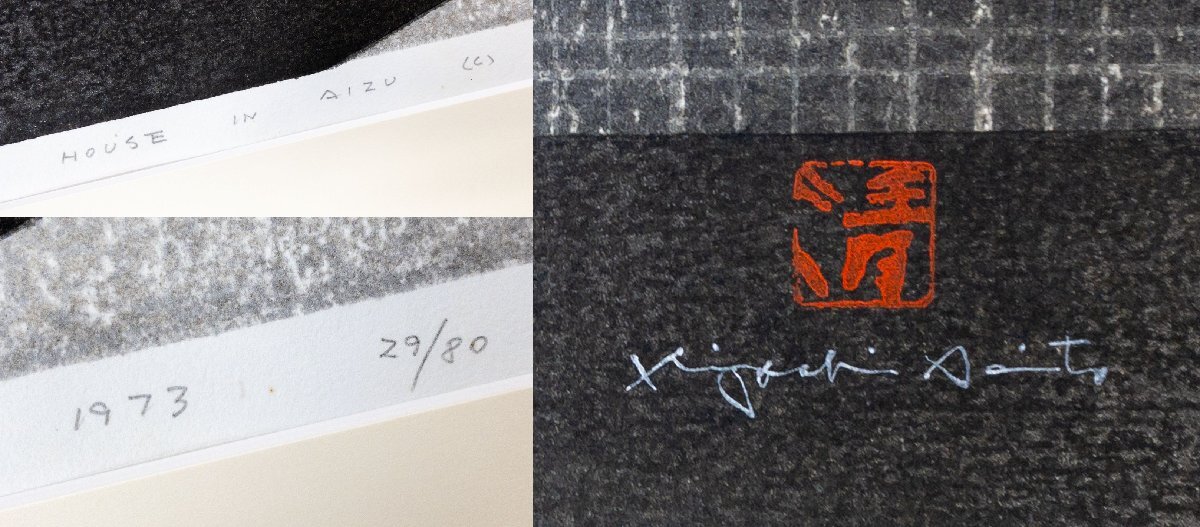 HOUSE IN AIZU (C)
1973 29/80
清
Kiyoshi Saito